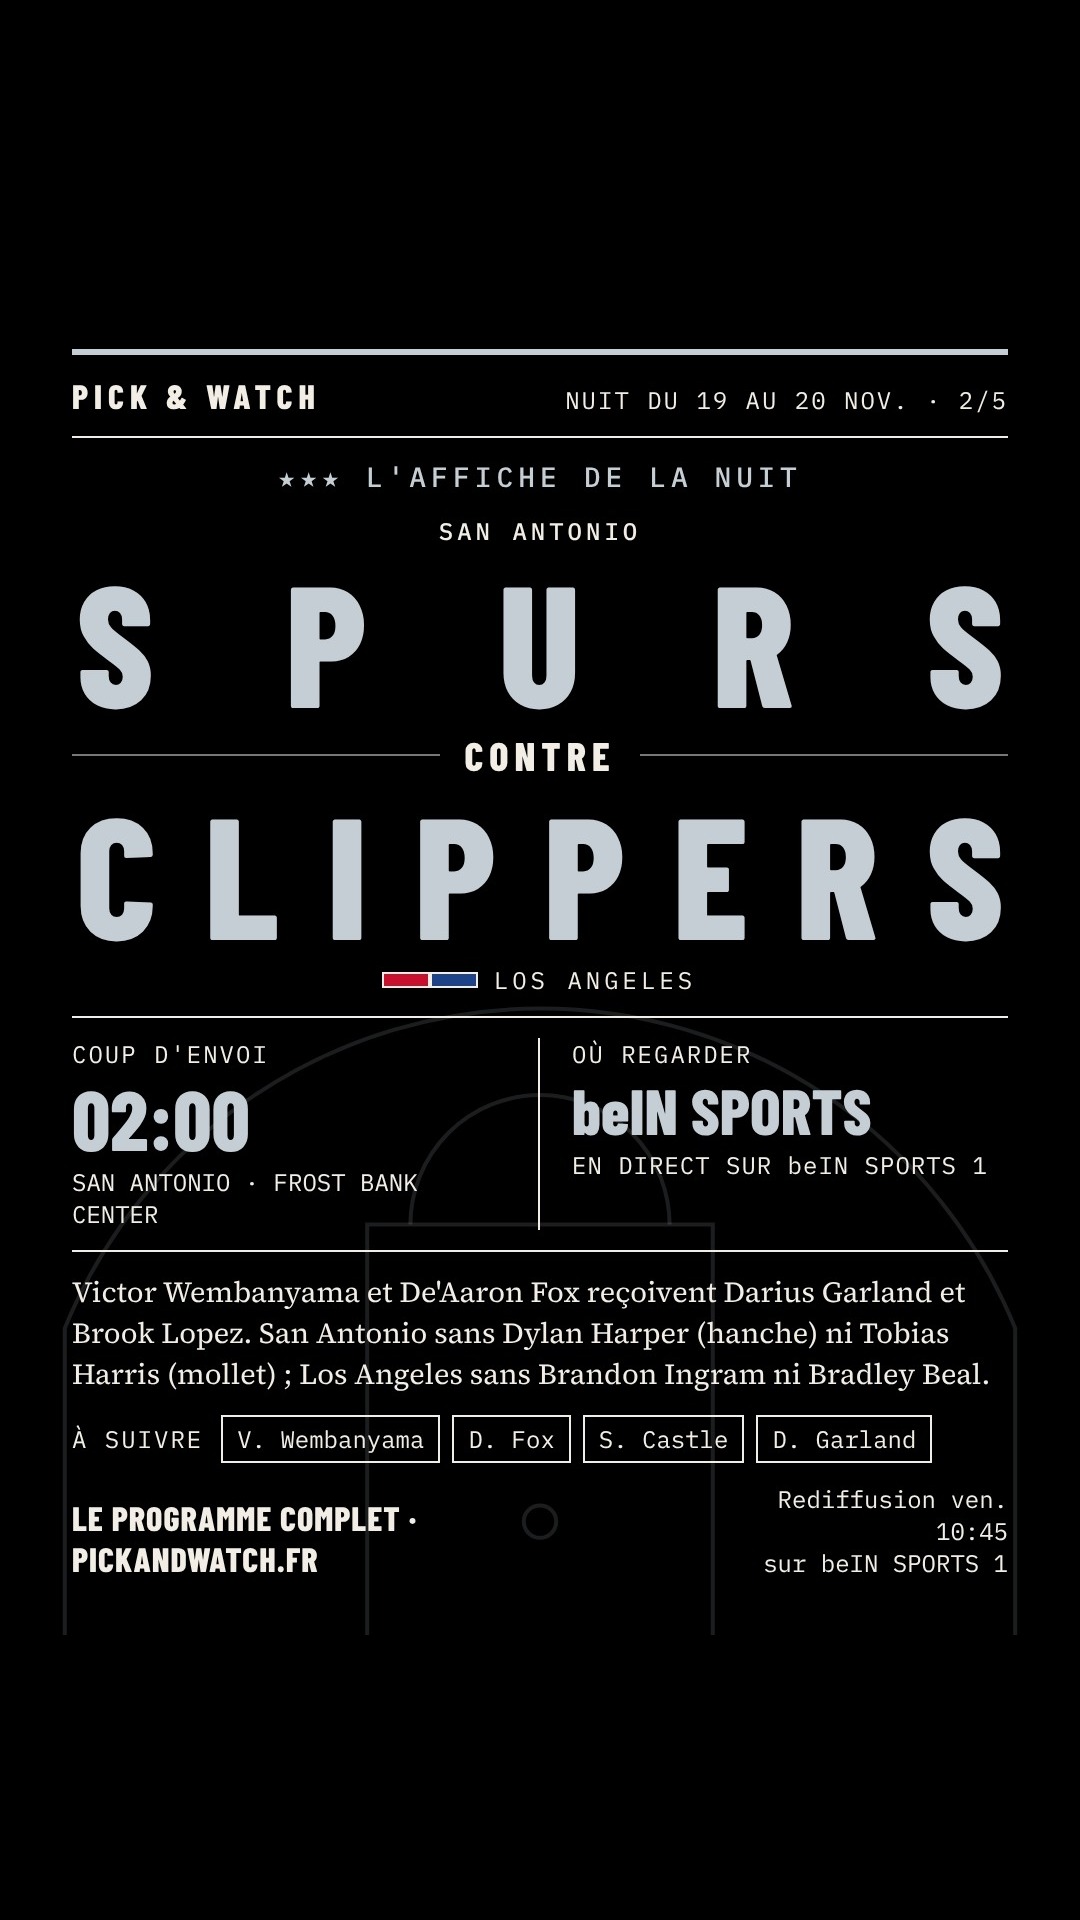 PICK & WATCH
NUIT DU 19 AU 20 NOV. · 2/5
★★★ L'AFFICHE DE LA NUIT
SAN ANTONIO
SPURS
CONTRE
CLIPPERS
LOS ANGELES
COUP D'ENVOI
02:00
SAN ANTONIO · FROST BANK
CENTER
OÙ REGARDER
beIN SPORTS
EN DIRECT SUR beIN SPORTS 1
Victor Wembanyama et De'Aaron Fox reçoivent Darius Garland et
Brook Lopez. San Antonio sans Dylan Harper (hanche) ni Tobias
Harris (mollet) ; Los Angeles sans Brandon Ingram ni Bradley Beal.
À SUIVRE V. Wembanyama D. Fox S. Castle D. Garland
LE PROGRAMME COMPLET ·
PICKANDWATCH.FR
Rediffusion ven.
10:45
sur beIN SPORTS 1